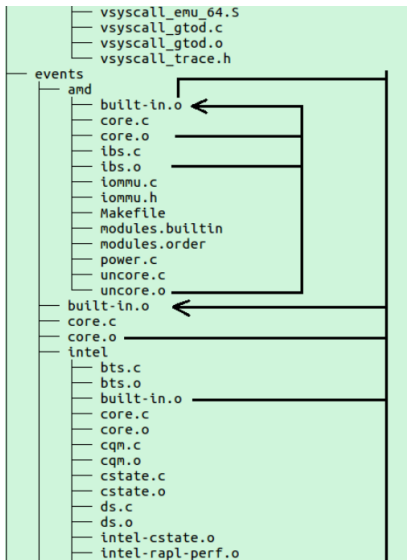 vsyscall_emu_64.S
vsyscall_gtod.c
vsyscall_gtod.o
vsyscall_trace.h
events
amd
built-in.o
core.c
core.o
ibs.c
ibs.o
iommu.c
iommu.h
Makefile
modules.builtin
modules.order
power.c
uncore.c
uncore.o
built-in.o
core.c
core.o
intel
bts.c
bts.o
built-in.o
core.c
core.o
cqm.c
cqm.o
cstate.c
cstate.o
ds.c
ds.o
intel-cstate.o
intel-rapl-perf.o